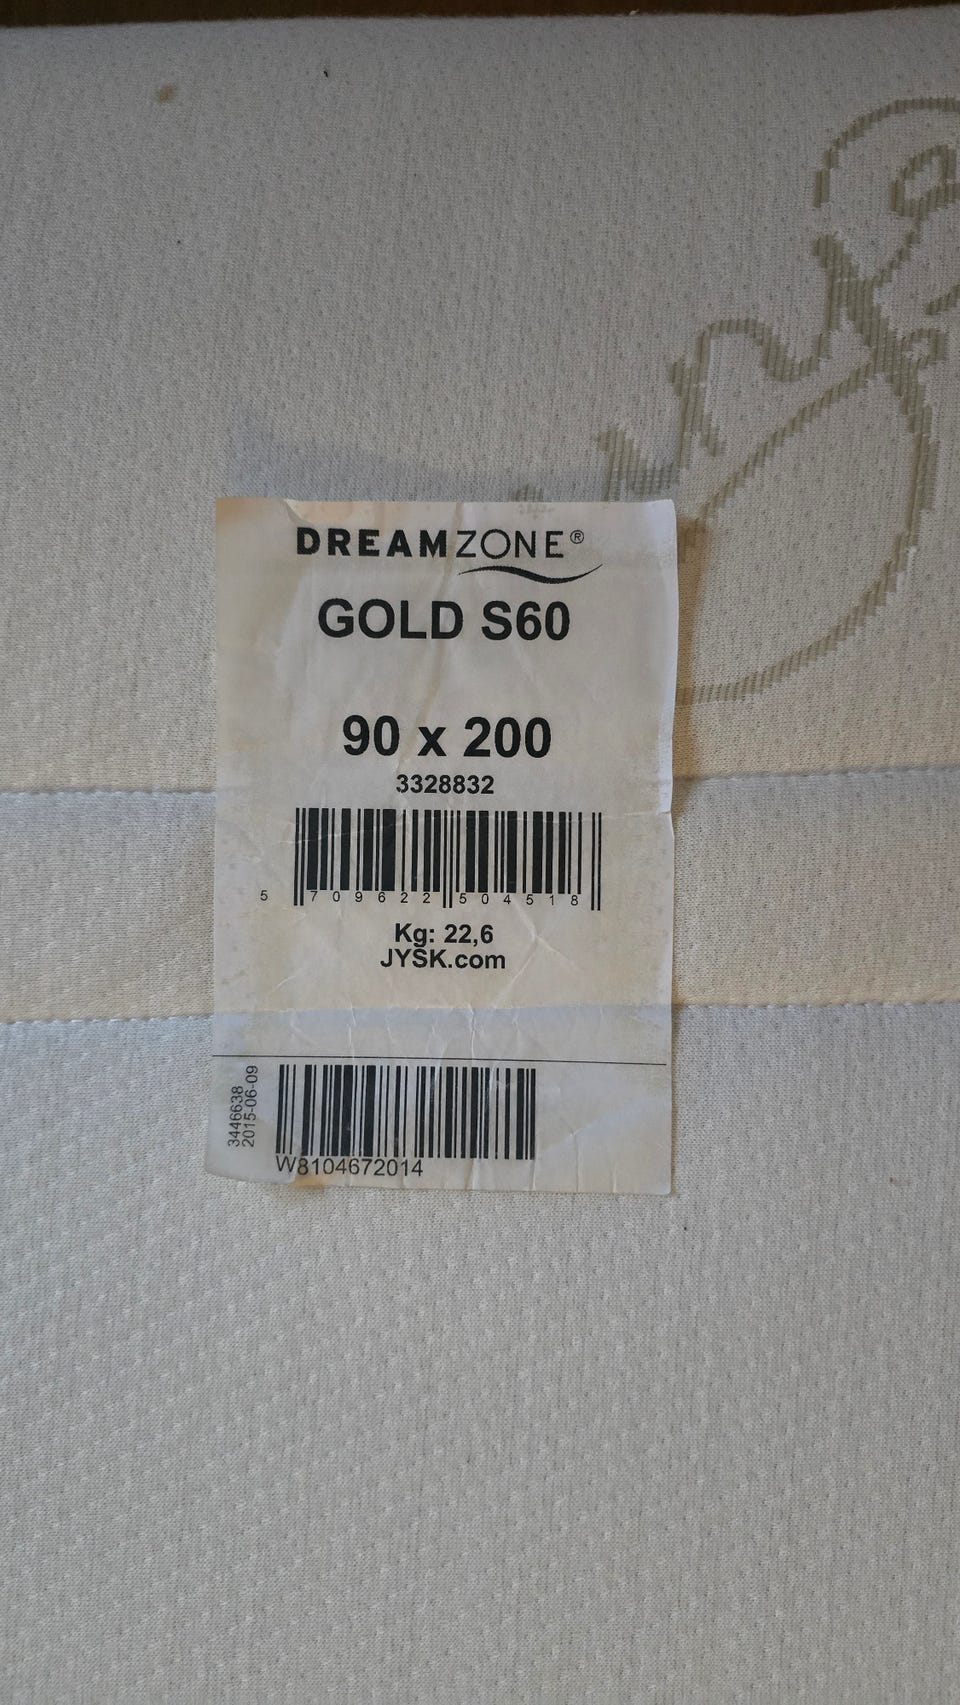 DREAMZONE®
GOLD S60
90 x 200
3328832
5 709622 504518
Kg: 22,6
JYSK.com
3446638
2015-06-09
W8104672014